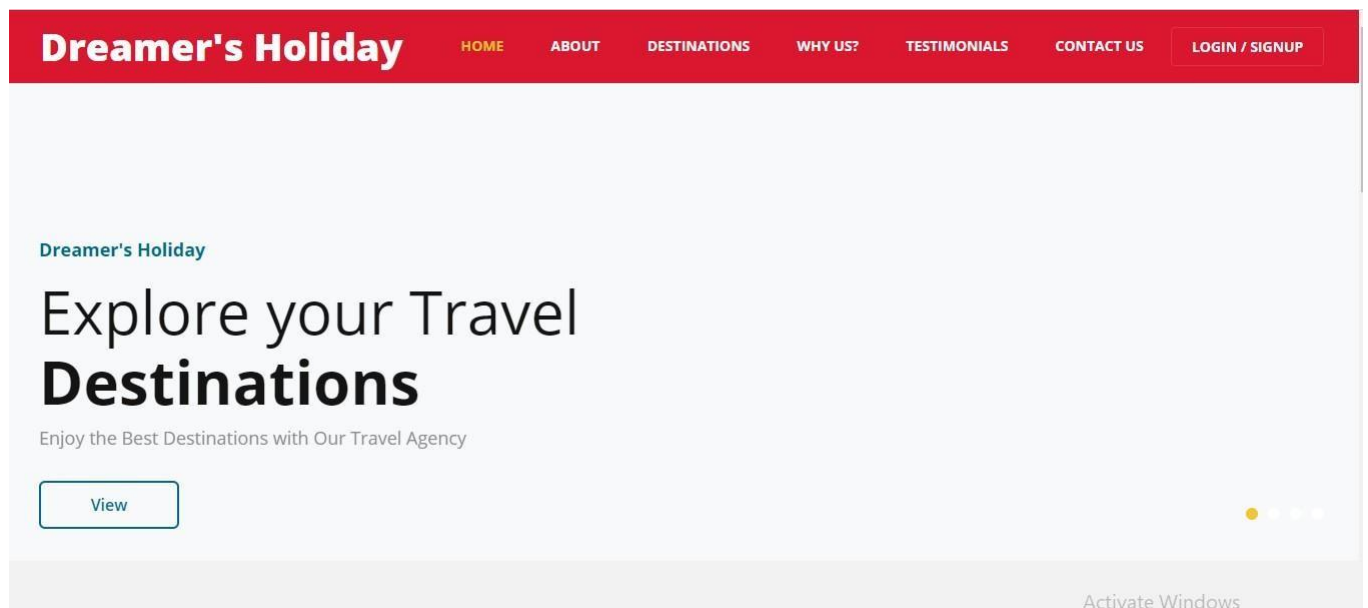 Dreamer's Holiday HOME ABOUT DESTINATIONS WHY US? TESTIMONIALS CONTACT US LOGIN / SIGNUP
Dreamer's Holiday
Explore your Travel
Destinations
Enjoy the Best Destinations with Our Travel Agency
View
Activate Windows